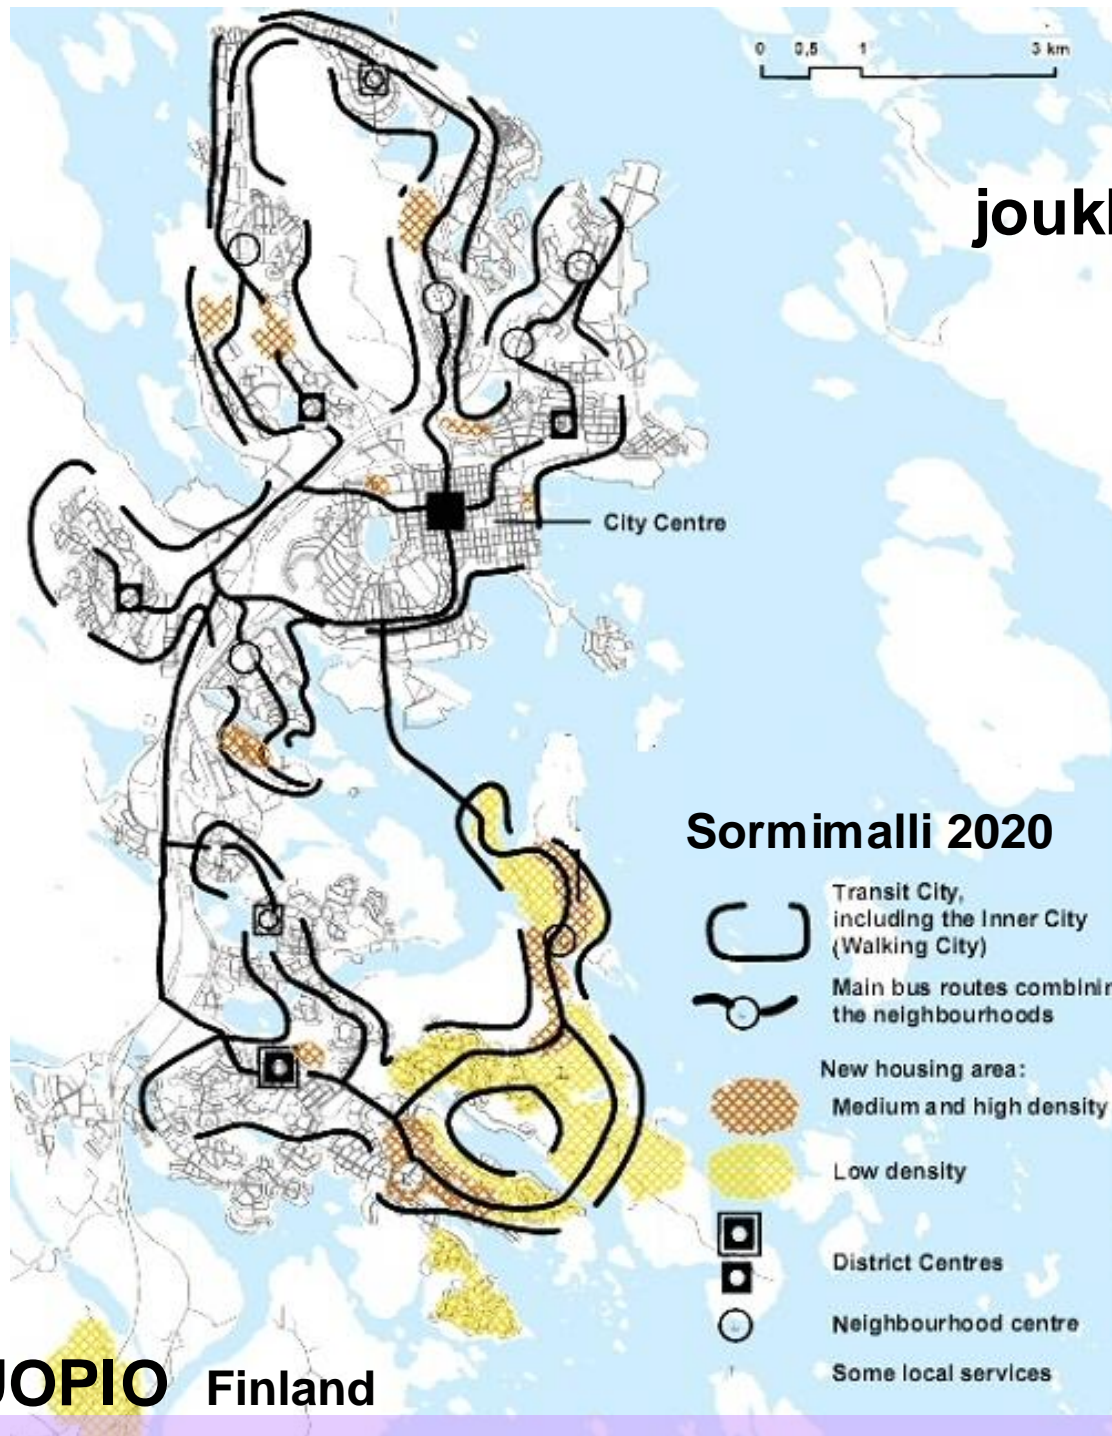 0 0,5 1 3 km
joukl
City Centre
Sormimalli 2020
Transit City,
including the Inner City
(Walking City)
Main bus routes combinin
the neighbourhoods
New housing area:
Medium and high density
Low density
District Centres
Neighbourhood centre
Some local services
JOPIO Finland